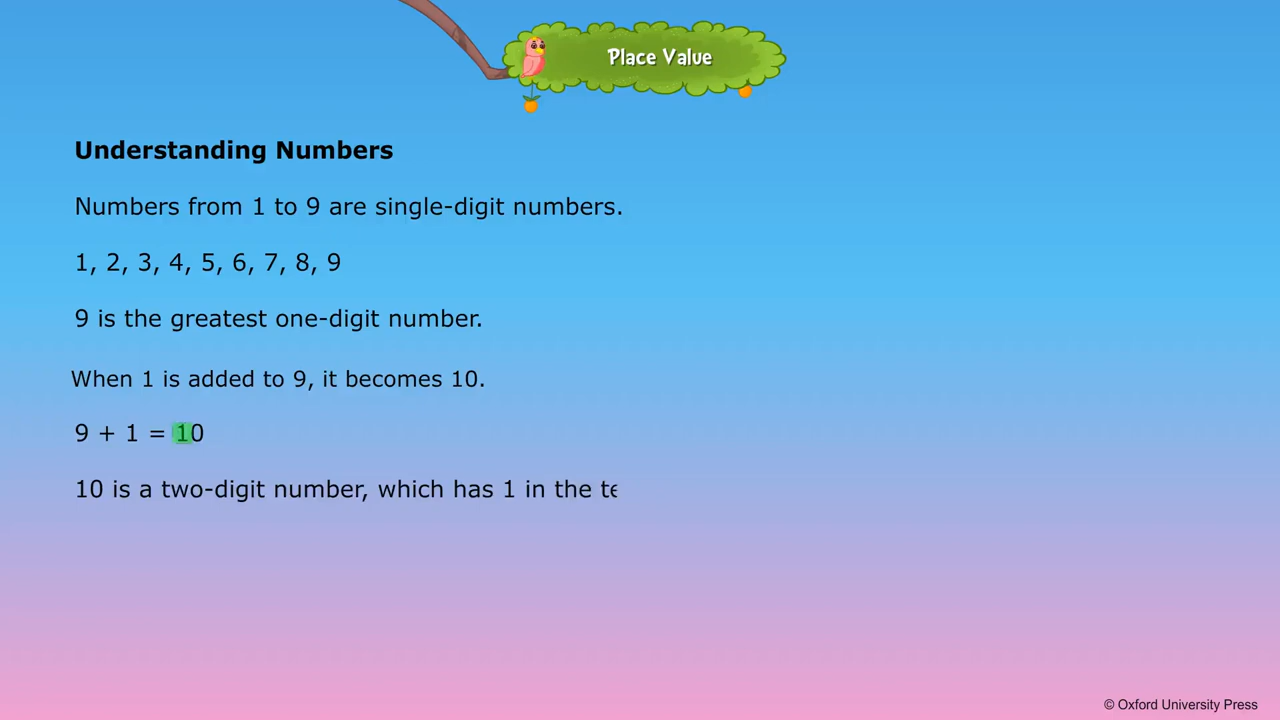 Place Value
Understanding Numbers
Numbers from 1 to 9 are single-digit numbers.
1, 2, 3, 4, 5, 6, 7, 8, 9
9 is the greatest one-digit number.
When 1 is added to 9, it becomes 10.
9 + 1 = 10
10 is a two-digit number, which has 1 in the
© Oxford University Press